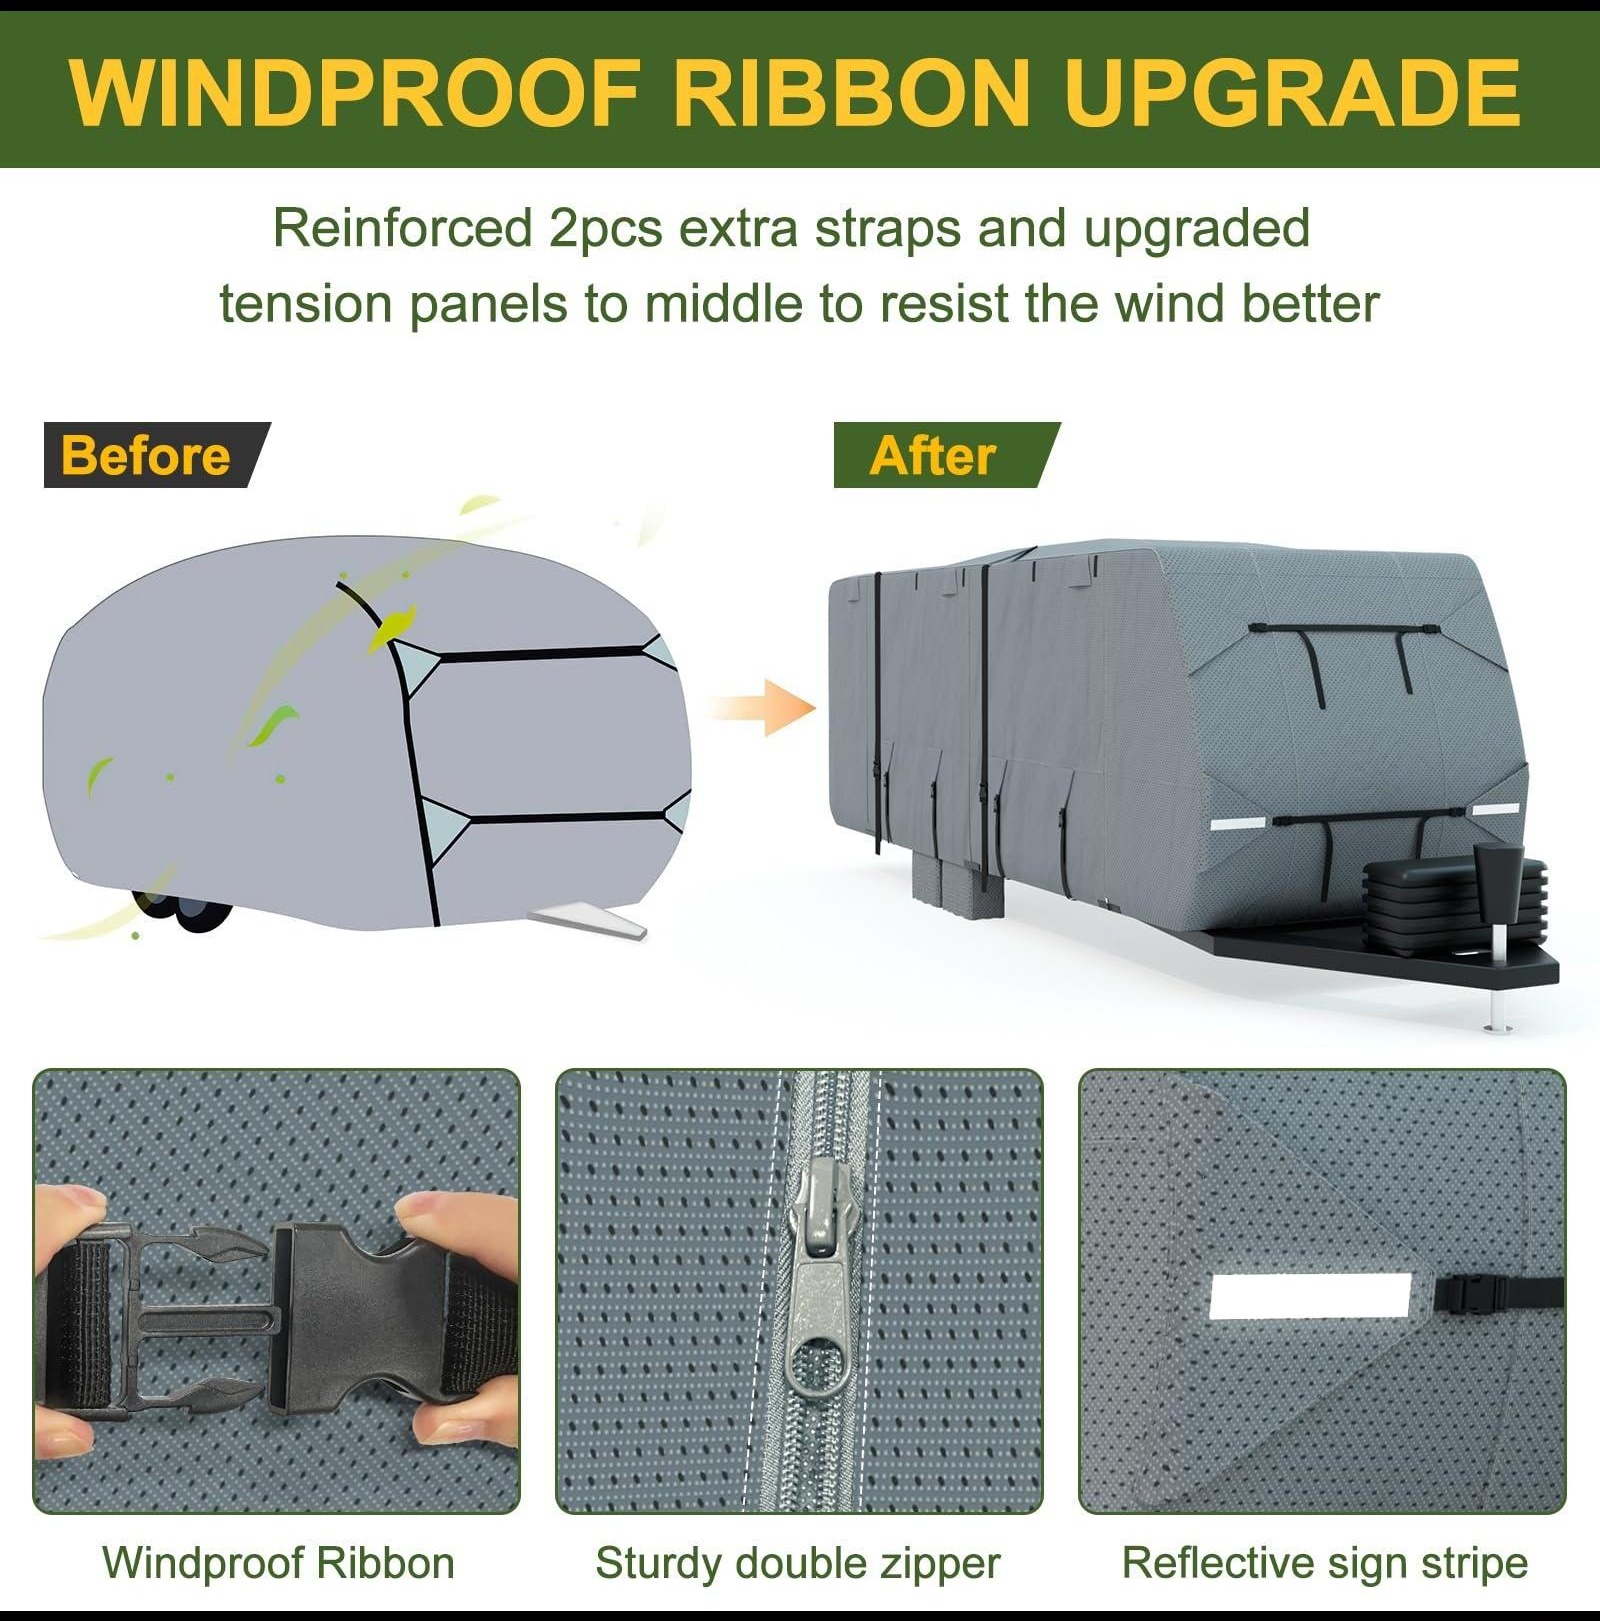 WINDPROOF RIBBON UPGRADE
Reinforced 2pcs extra straps and upgraded
tension panels to middle to resist the wind better
Before
After
Windproof Ribbon
Sturdy double zipper
Reflective sign stripe